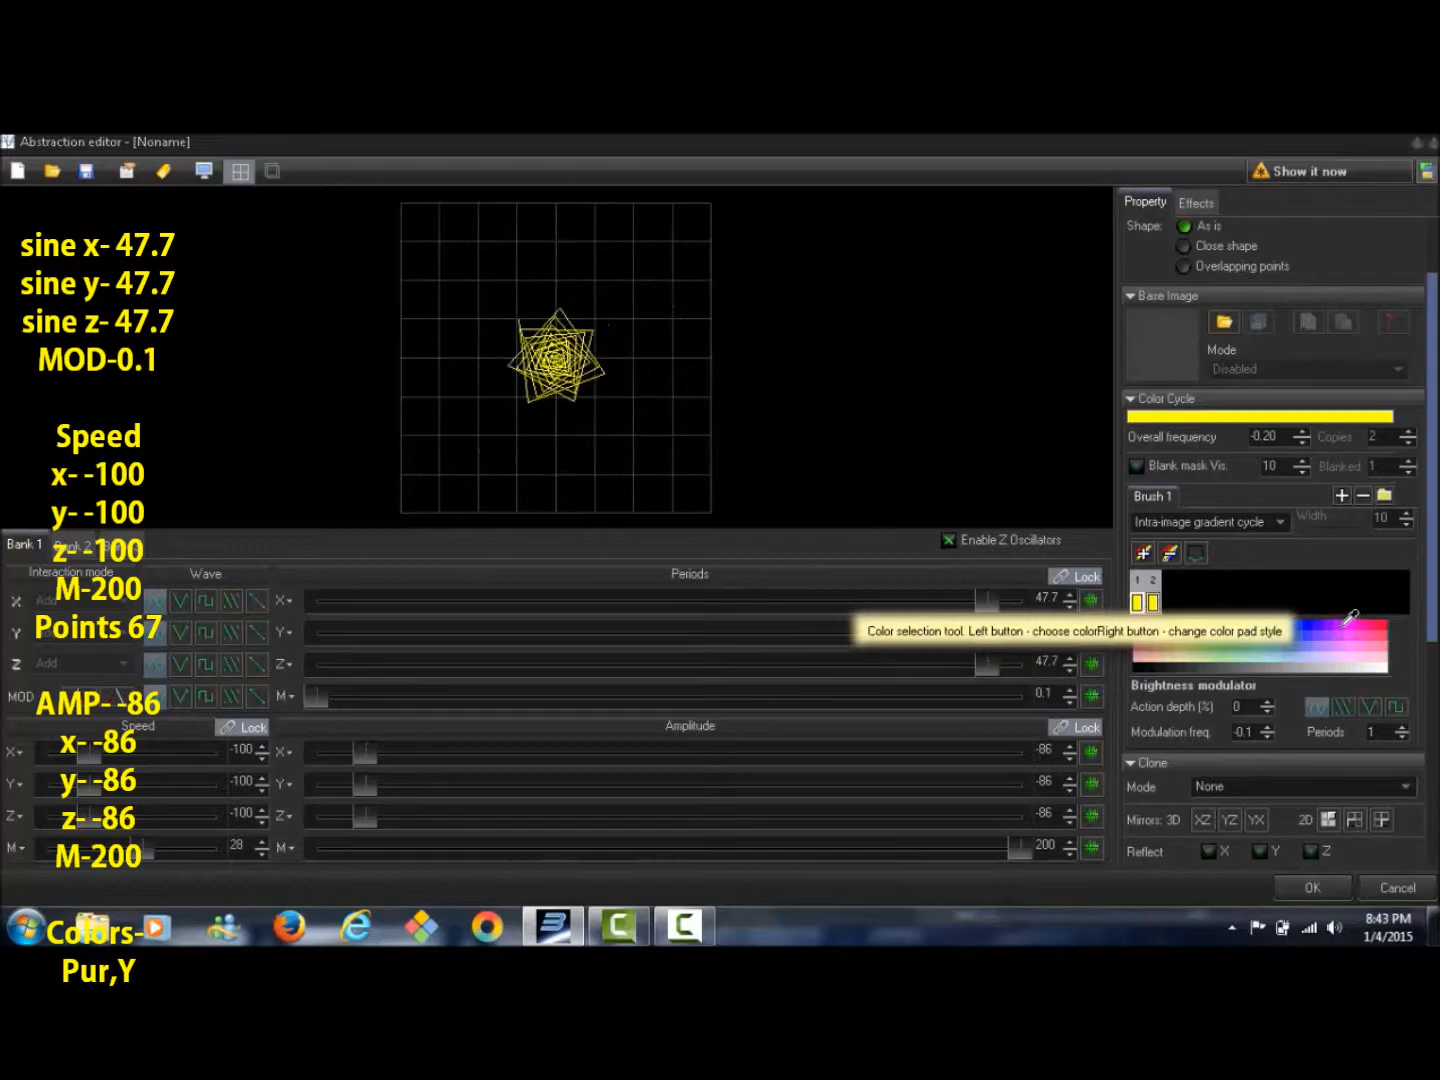 Abstraction editor - [Noname]
Show it now
sine x- 47.7
sine y- 47.7
sine z- 47.7
MOD-0.1
Speed
x- -100
y- -100
z- -100
M-200
Points 67
AMP- -86
x- -86
y- -86
z- -86
M-200
Colors-
Pur,Y
Property
Effects
Shape:
As is
Close shape
Overlapping points
Base Image
Mode
Disabled
Color Cycle
Overall frequency
-0.20
Copies
2
Blank mask Vis.
10
Blanked
1
Brush 1
Intra-image gradient cycle
Width
10
1 2
Color selection tool. Left button - choose colorRight button - change color pad style
Brightness modulator
Action depth (%)
0
Modulation freq.
-0.1
Periods
1
Clone
Mode
None
Mirrors: 3D
XZ
YZ
YX
2D
Reflect
X
Y
Z
OK
Cancel
Bank 1
Enable Z Oscillators
Interaction mode
Wave
Periods
Lock
X
Add
X
47.7
Y
Y
Z
Add
Z
47.7
MOD
M
0.1
Speed
Lock
Amplitude
Lock
X
-100
X
-86
Y
-100
Y
-86
Z
-100
Z
-86
M
28
M
200
8:43 PM
1/4/2015